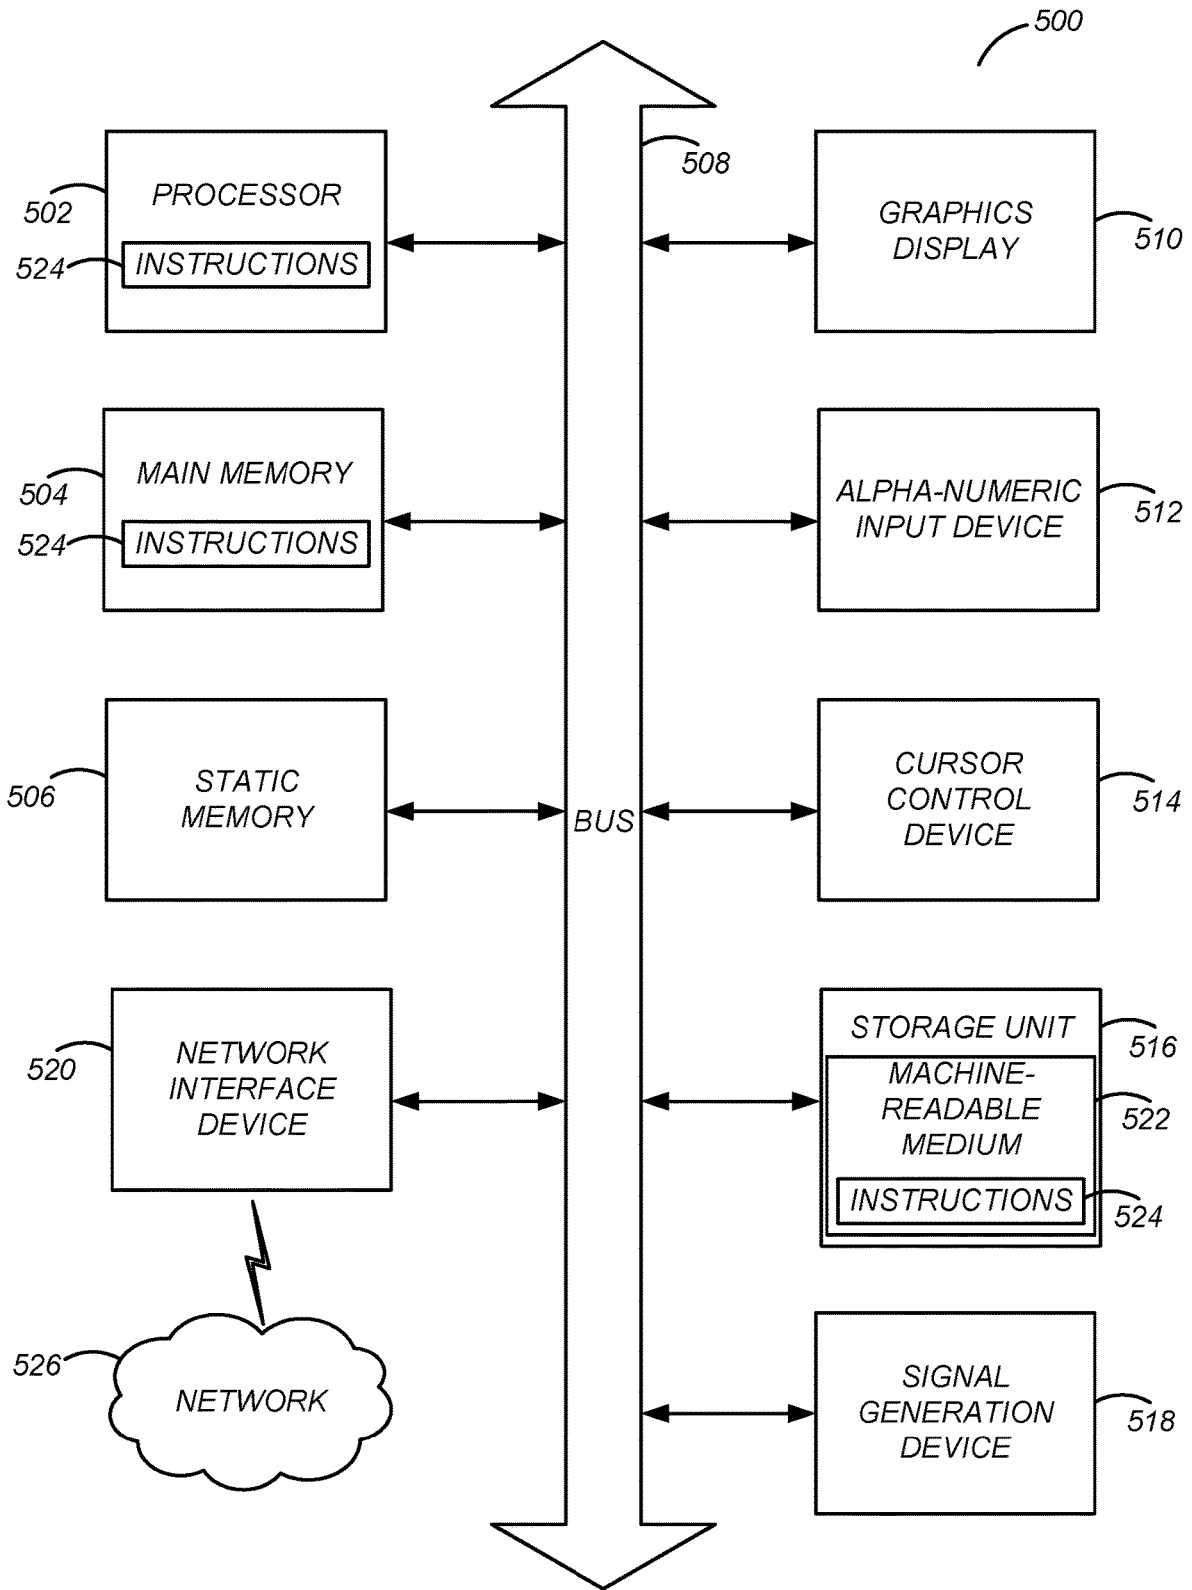 500
508
PROCESSOR
502
524
INSTRUCTIONS
GRAPHICS
DISPLAY
510
MAIN MEMORY
504
524
INSTRUCTIONS
ALPHA-NUMERIC
INPUT DEVICE
512
STATIC
MEMORY
506
BUS
CURSOR
CONTROL
DEVICE
514
NETWORK
INTERFACE
DEVICE
520
STORAGE UNIT
516
MACHINE-
READABLE
MEDIUM
522
INSTRUCTIONS
524
526
NETWORK
SIGNAL
GENERATION
DEVICE
518